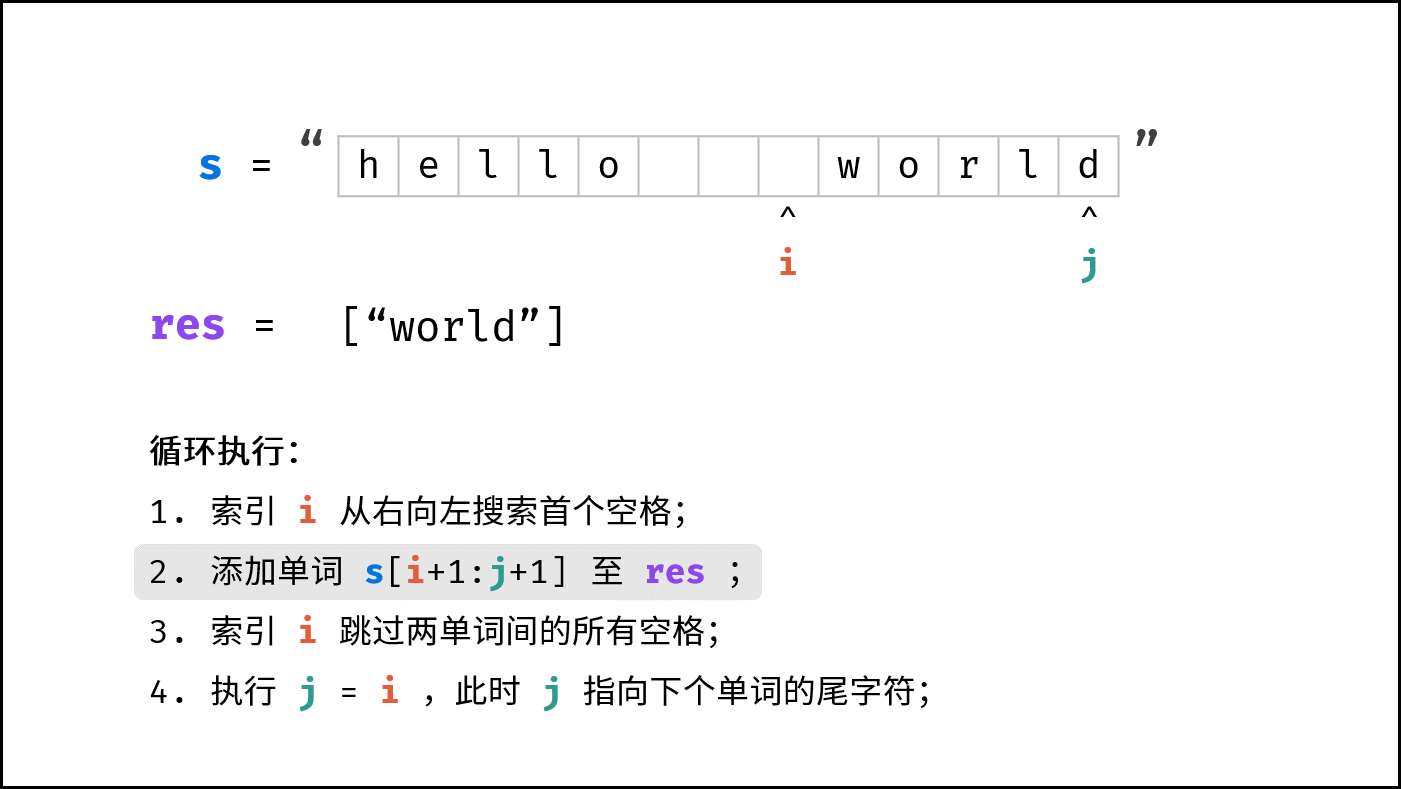 s = “hello   world”
^ ^
i j
res = [“world”]
循环执行：
1. 索引 i 从右向左搜索首个空格；
2. 添加单词 s[i+1:j+1] 至 res ；
3. 索引 i 跳过两单词间的所有空格；
4. 执行 j = i ，此时 j 指向下个单词的尾字符；